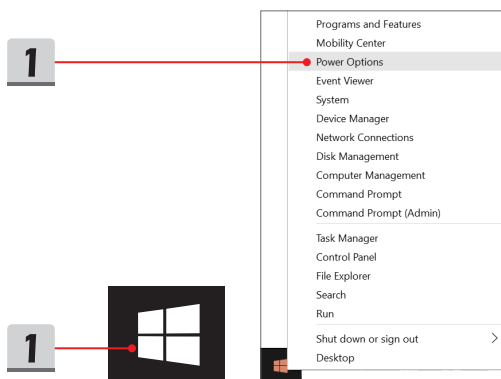 1
Programs and Features
Mobility Center
Power Options
Event Viewer
System
Device Manager
Network Connections
Disk Management
Computer Management
Command Prompt
Command Prompt (Admin)
Task Manager
Control Panel
File Explorer
Search
Run
Shut down or sign out
Desktop
1